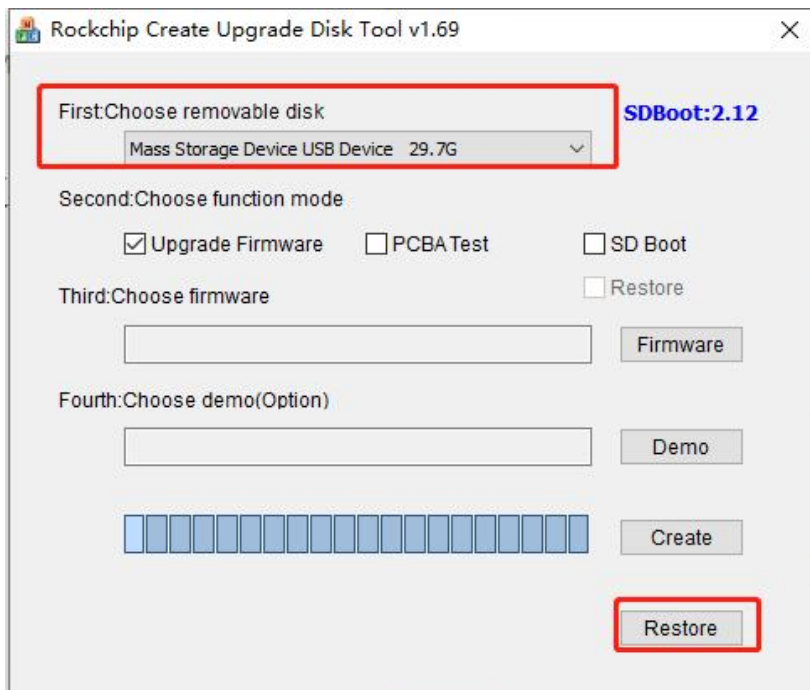 Rockchip Create Upgrade Disk Tool v1.69
First:Choose removable disk
SDBoot:2.12
Mass Storage Device USB Device 29.7G
Second:Choose function mode
Upgrade Firmware PCBA Test SD Boot
Restore
Third:Choose firmware
Firmware
Fourth:Choose demo(Option)
Demo
Create
Restore